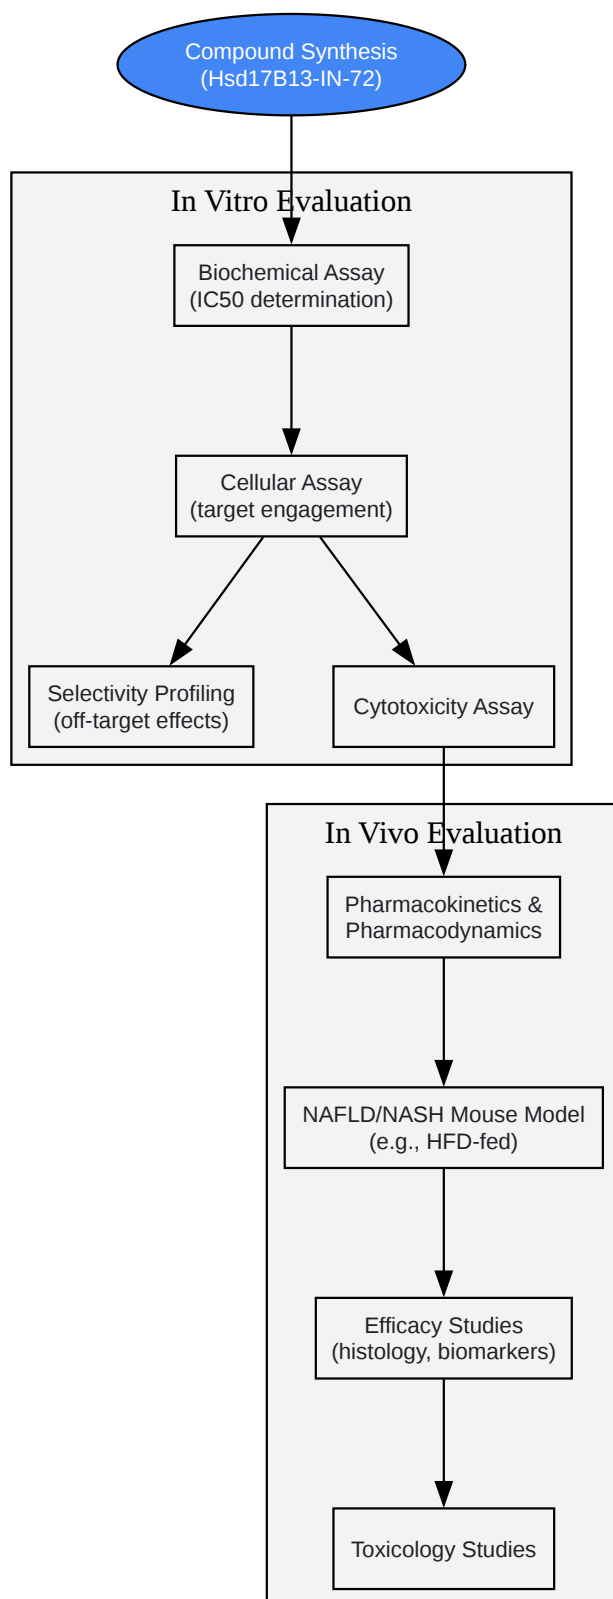 Compound Synthesis
(Hsd17B13-IN-72)
In Vitro Evaluation
Biochemical Assay
(IC50 determination)
Cellular Assay
(target engagement)
Selectivity Profiling
(off-target effects)
Cytotoxicity Assay
In Vivo Evaluation
Pharmacokinetics &
Pharmacodynamics
NAFLD/NASH Mouse Model
(e.g., HFD-fed)
Efficacy Studies
(histology, biomarkers)
Toxicology Studies